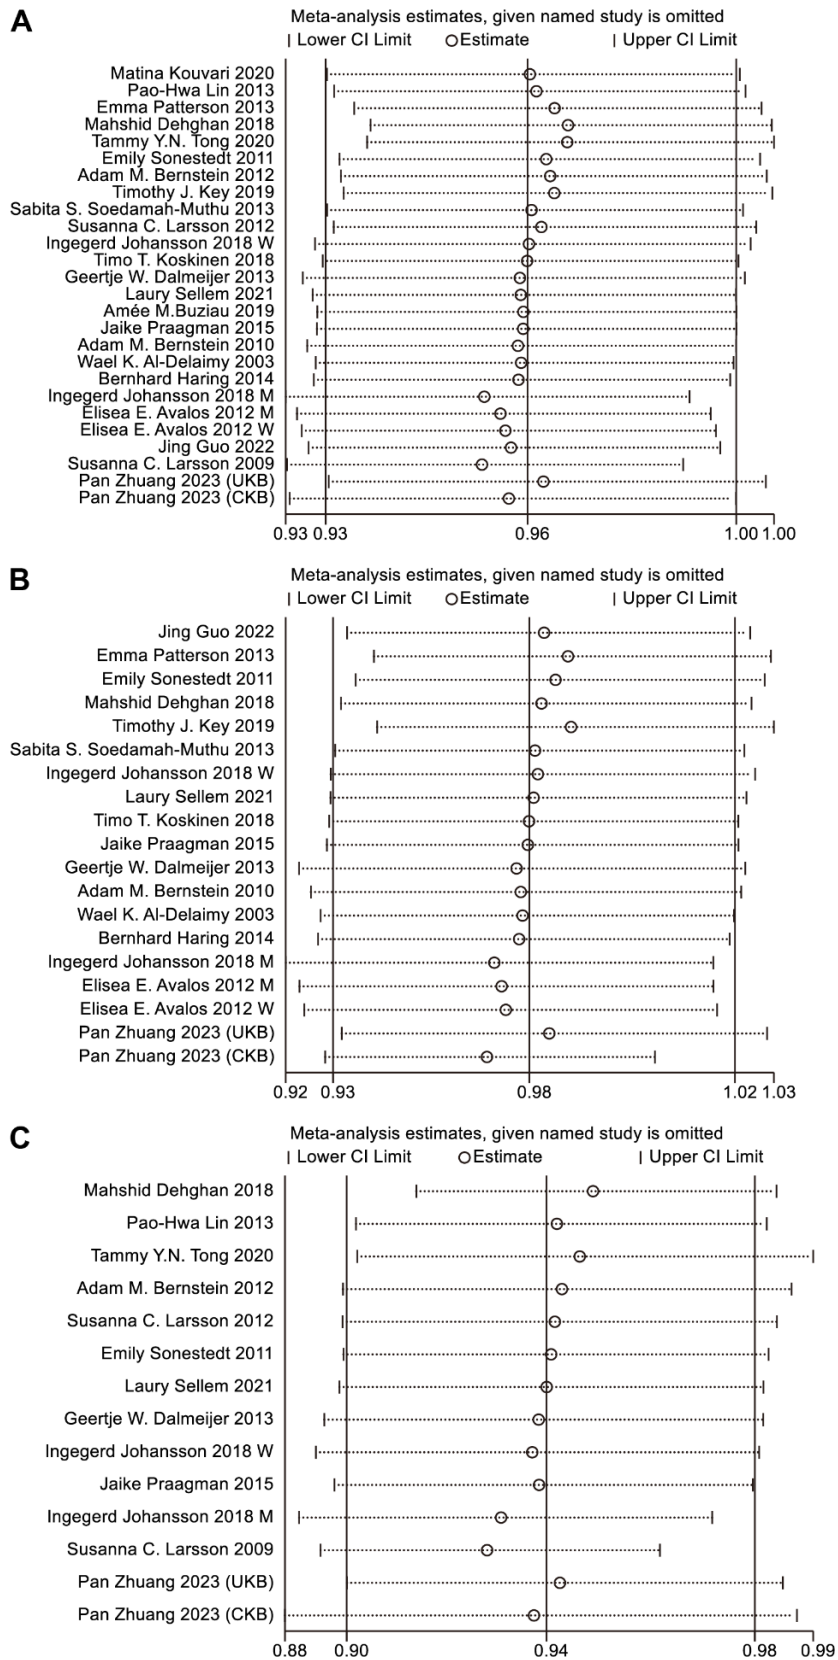 A
Meta-analysis estimates, given named study is omitted
| Lower CI Limit ○Estimate | Upper CI Limit
Matina Kouvari 2020
Pao-Hwa Lin 2013
Emma Patterson 2013
Mahshid Dehghan 2018
Tammy Y.N. Tong 2020
Emily Sonestedt 2011
Adam M. Bernstein 2012
Timothy J. Key 2019
Sabita S. Soedamah-Muthu 2013
Susanna C. Larsson 2012
Ingegerd Johansson 2018 W
Timo T. Koskinen 2018
Geertje W. Dalmeijer 2013
Laury Sellem 2021
Amée M.Buziau 2019
Jaike Praagman 2015
Adam M. Bernstein 2010
Wael K. Al-Delaimy 2003
Bernhard Haring 2014
Ingegerd Johansson 2018 M
Elisea E. Avalos 2012 M
Elisea E. Avalos 2012 W
Jing Guo 2022
Susanna C. Larsson 2009
Pan Zhuang 2023 (UKB)
Pan Zhuang 2023 (CKB)
0.93 0.93 0.96 1.00 1.00
B
Meta-analysis estimates, given named study is omitted
| Lower CI Limit ○Estimate | Upper CI Limit
Jing Guo 2022
Emma Patterson 2013
Emily Sonestedt 2011
Mahshid Dehghan 2018
Timothy J. Key 2019
Sabita S. Soedamah-Muthu 2013
Ingegerd Johansson 2018 W
Laury Sellem 2021
Timo T. Koskinen 2018
Jaike Praagman 2015
Geertje W. Dalmeijer 2013
Adam M. Bernstein 2010
Wael K. Al-Delaimy 2003
Bernhard Haring 2014
Ingegerd Johansson 2018 M
Elisea E. Avalos 2012 M
Elisea E. Avalos 2012 W
Pan Zhuang 2023 (UKB)
Pan Zhuang 2023 (CKB)
0.92 0.93 0.98 1.02 1.03
C
Meta-analysis estimates, given named study is omitted
| Lower CI Limit ○Estimate | Upper CI Limit
Mahshid Dehghan 2018
Pao-Hwa Lin 2013
Tammy Y.N. Tong 2020
Adam M. Bernstein 2012
Susanna C. Larsson 2012
Emily Sonestedt 2011
Laury Sellem 2021
Geertje W. Dalmeijer 2013
Ingegerd Johansson 2018 W
Jaike Praagman 2015
Ingegerd Johansson 2018 M
Susanna C. Larsson 2009
Pan Zhuang 2023 (UKB)
Pan Zhuang 2023 (CKB)
0.88 0.90 0.94 0.98 0.99